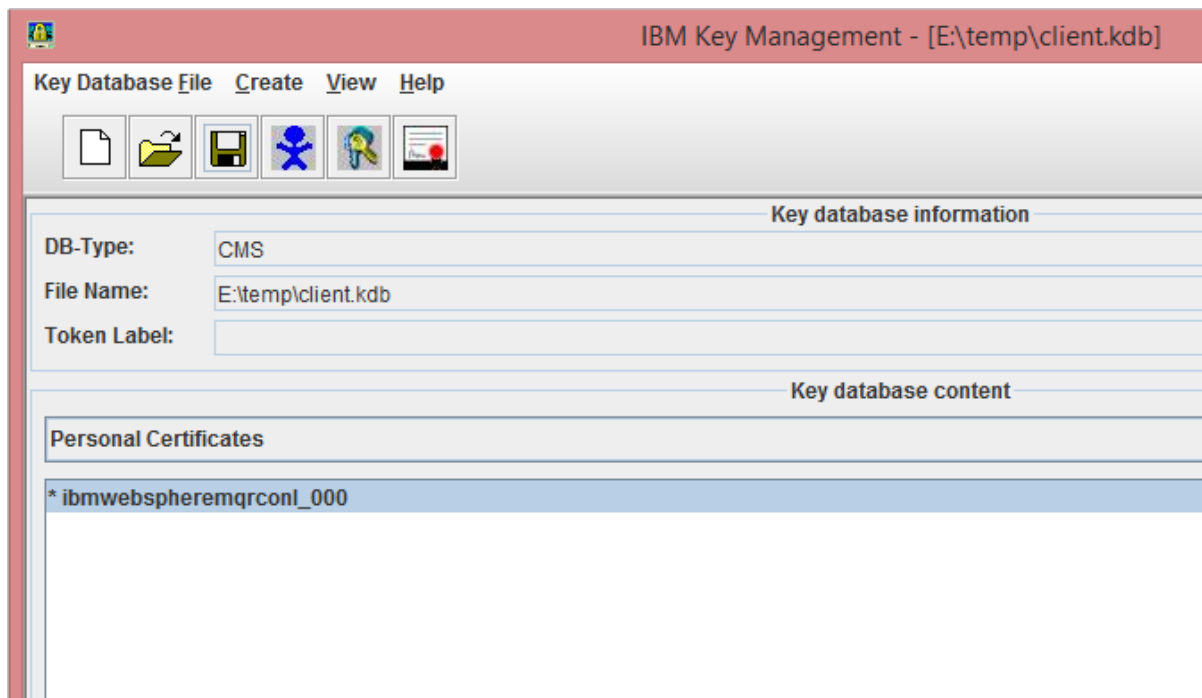 IBM Key Management - [E:\temp\client.kdb]
Key Database File Create View Help
Key database information
DB-Type: CMS
File Name: E:\temp\client.kdb
Token Label:
Key database content
Personal Certificates
* ibmwebspheremqrconl_000